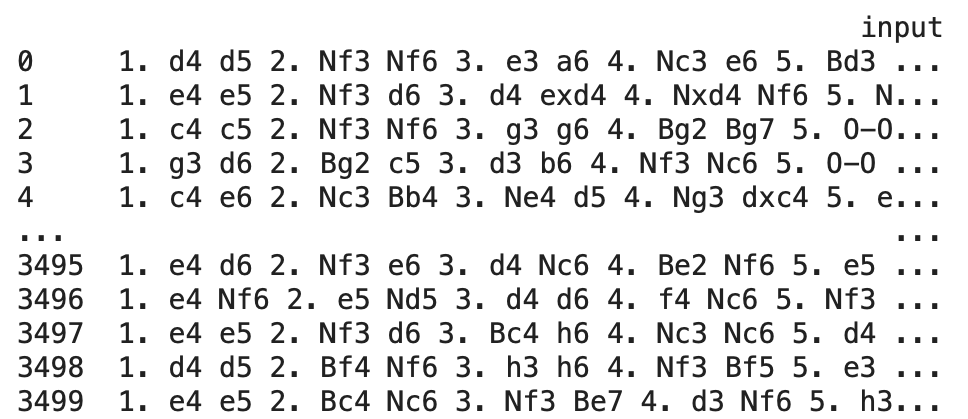 input
0 1. d4 d5 2. Nf3 Nf6 3. e3 a6 4. Nc3 e6 5. Bd3 ...
1 1. e4 e5 2. Nf3 d6 3. d4 exd4 4. Nxd4 Nf6 5. N...
2 1. c4 c5 2. Nf3 Nf6 3. g3 g6 4. Bg2 Bg7 5. O-O...
3 1. g3 d6 2. Bg2 c5 3. d3 b6 4. Nf3 Nc6 5. O-O ...
4 1. c4 e6 2. Nc3 Bb4 3. Ne4 d5 4. Ng3 dxc4 5. e...
... ...
3495 1. e4 d6 2. Nf3 e6 3. d4 Nc6 4. Be2 Nf6 5. e5 ...
3496 1. e4 Nf6 2. e5 Nd5 3. d4 d6 4. f4 Nc6 5. Nf3 ...
3497 1. e4 e5 2. Nf3 d6 3. Bc4 h6 4. Nc3 Nc6 5. d4 ...
3498 1. d4 d5 2. Bf4 Nf6 3. h3 h6 4. Nf3 Bf5 5. e3 ...
3499 1. e4 e5 2. Bc4 Nc6 3. Nf3 Be7 4. d3 Nf6 5. h3...